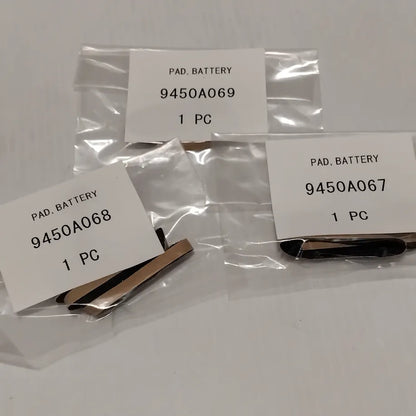 PAD, BATTERY
9450A069
1 PC
PAD, BATTERY
9450A067
1 PC
PAD, BATTERY
9450A068
1 PC